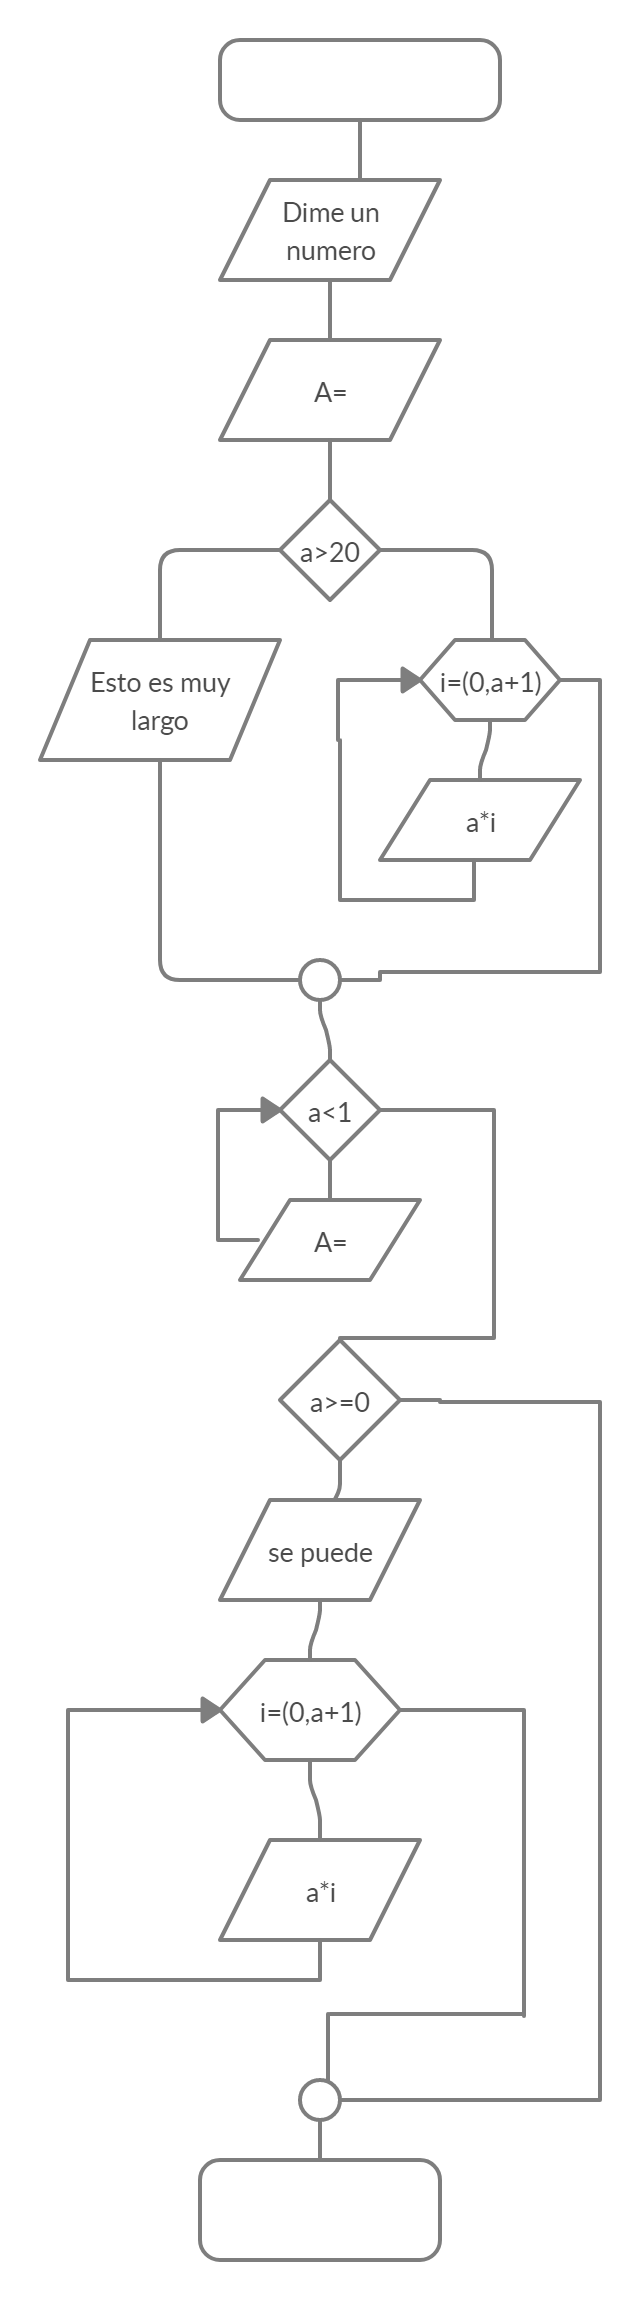 Dime un
numero
A=
a>20
Esto es muy
largo
i=(0,a+1)
a*i
a<1
A=
a>=0
se puede
i=(0,a+1)
a*i